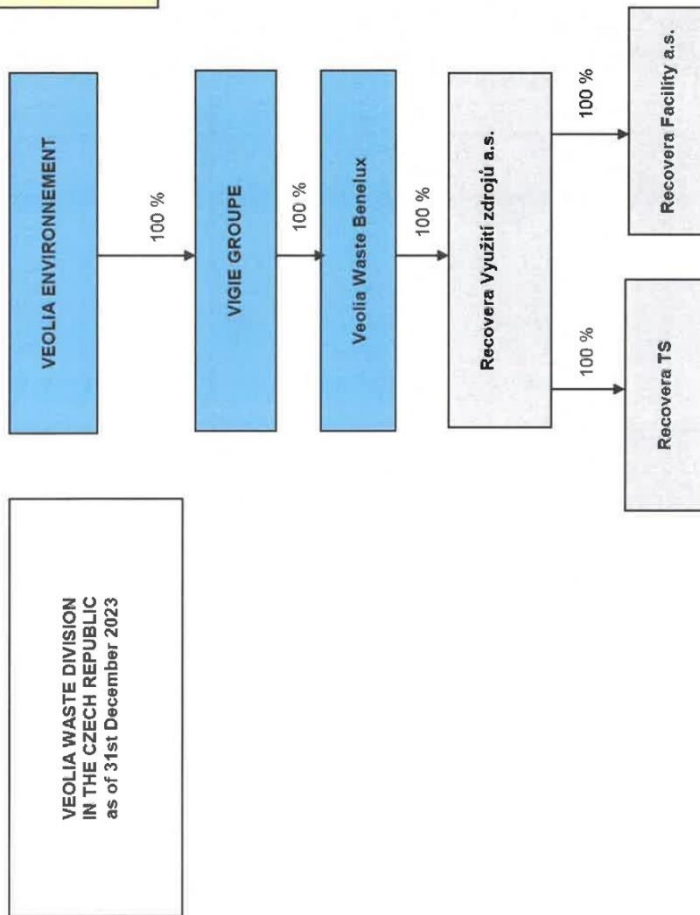 VEOLIA WASTE DIVISION
IN THE CZECH REPUBLIC
as of 31st December 2023
VEOLIA ENVIRONNEMENT
100 %
VIGIE GROUPE
100 %
Veolia Waste Benelux
100 %
Recovera Využití zdrojů a.s.
100 %
100 %
Recovera TS
Recovera Facility a.s.